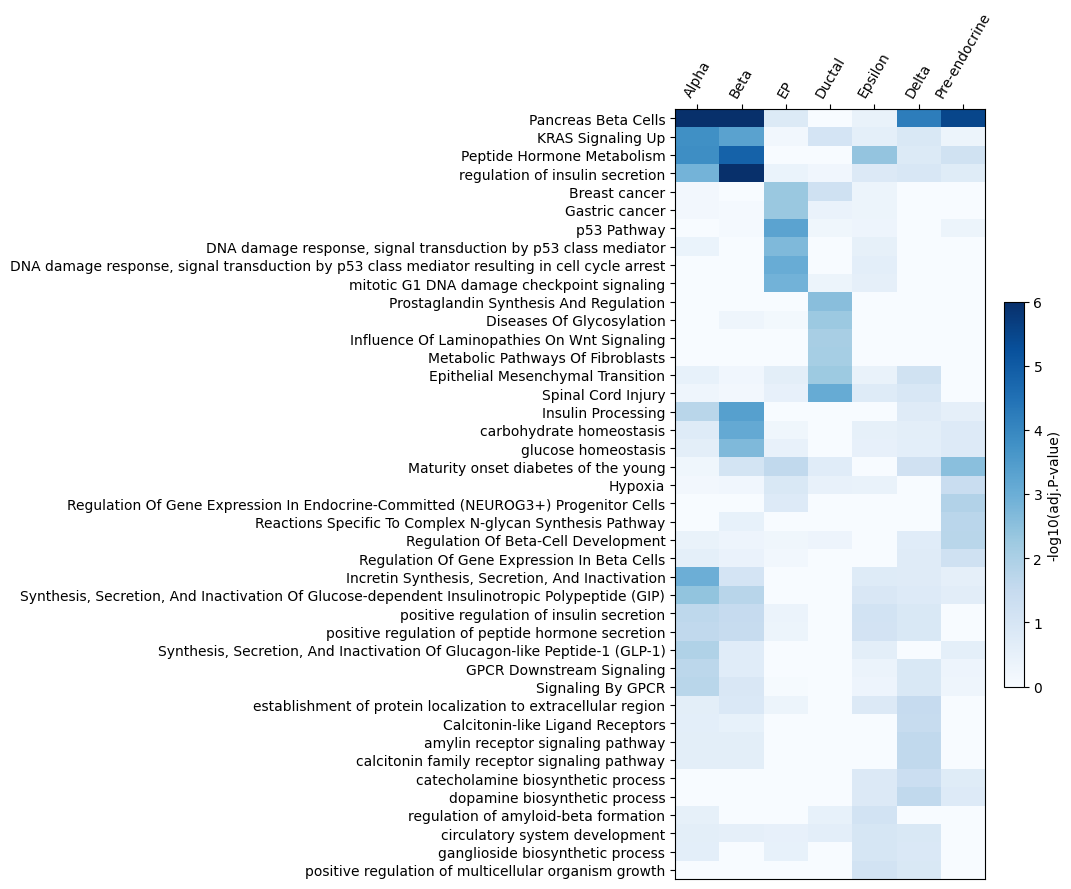 Alpha
Beta
EP
Ductal
Epsilon
Delta
Pre-endocrine
Pancreas Beta Cells
KRAS Signaling Up
Peptide Hormone Metabolism
regulation of insulin secretion
Breast cancer
Gastric cancer
p53 Pathway
DNA damage response, signal transduction by p53 class mediator
DNA damage response, signal transduction by p53 class mediator resulting in cell cycle arrest
mitotic G1 DNA damage checkpoint signaling
Prostaglandin Synthesis And Regulation
Diseases Of Glycosylation
Influence Of Laminopathies On Wnt Signaling
Metabolic Pathways Of Fibroblasts
Epithelial Mesenchymal Transition
Spinal Cord Injury
Insulin Processing
carbohydrate homeostasis
glucose homeostasis
Maturity onset diabetes of the young
Hypoxia
Regulation Of Gene Expression In Endocrine-Committed (NEUROG3+) Progenitor Cells
Reactions Specific To Complex N-glycan Synthesis Pathway
Regulation Of Beta-Cell Development
Regulation Of Gene Expression In Beta Cells
Incretin Synthesis, Secretion, And Inactivation
Synthesis, Secretion, And Inactivation Of Glucose-dependent Insulinotropic Polypeptide (GIP)
positive regulation of insulin secretion
positive regulation of peptide hormone secretion
Synthesis, Secretion, And Inactivation Of Glucagon-like Peptide-1 (GLP-1)
GPCR Downstream Signaling
Signaling By GPCR
establishment of protein localization to extracellular region
Calcitonin-like Ligand Receptors
amylin receptor signaling pathway
calcitonin family receptor signaling pathway
catecholamine biosynthetic process
dopamine biosynthetic process
regulation of amyloid-beta formation
circulatory system development
ganglioside biosynthetic process
positive regulation of multicellular organism growth
6
5
4
3
2
1
0
-log10(adj.P-value)